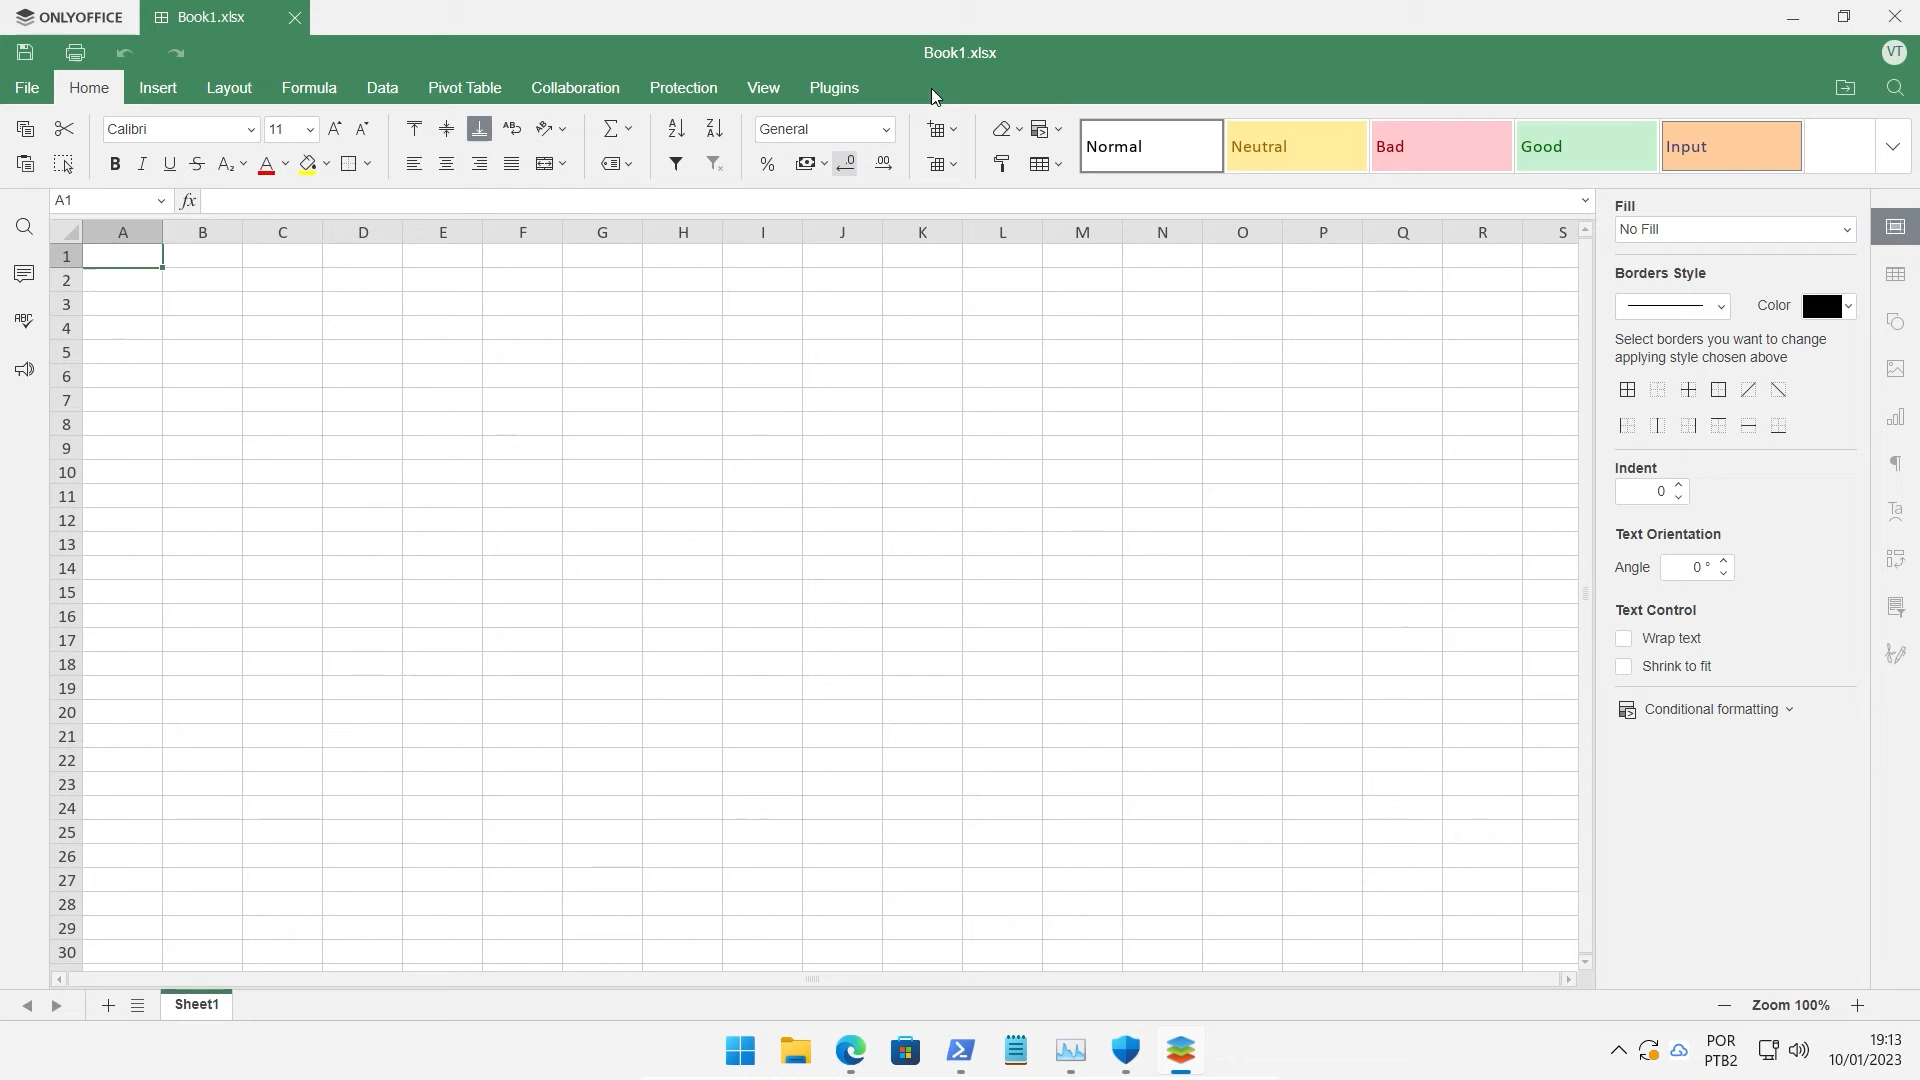 ONLYOFFICE
Book1.xlsx
Book1.xlsx
VT
File Home Insert Layout Formula Data Pivot Table Collaboration Protection View Plugins
Calibri 11
General
Normal Neutral Bad Good Input
A1 fx
A B C D E F G H I J K L M N O P Q R S
1
2
3
4
5
6
7
8
9
10
11
12
13
14
15
16
17
18
19
20
21
22
23
24
25
26
27
28
29
30
Fill
No Fill
Borders Style
Color
Select borders you want to change
applying style chosen above
Indent
0
Text Orientation
Angle 0 °
Text Control
Wrap text
Shrink to fit
Conditional formatting
Sheet1
Zoom 100%
POR
PTB2
19:13
10/01/2023